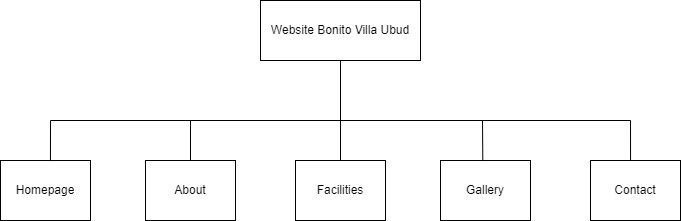 Website Bonito Villa Ubud
Homepage
About
Facilities
Gallery
Contact